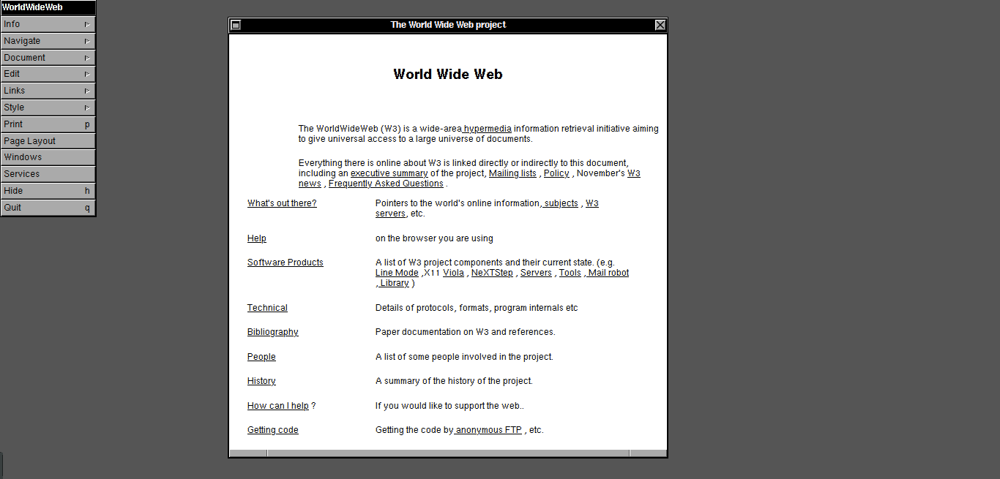 WorldWideWeb
Info
Navigate
Document
Edit
Links
Style
Print p
Page Layout
Windows
Services
Hide h
Quit q
The World Wide Web project
World Wide Web
The WorldWideWeb (W3) is a wide-area hypermedia information retrieval initiative aiming
to give universal access to a large universe of documents.
Everything there is online about W3 is linked directly or indirectly to this document,
including an executive summary of the project, Mailing lists , Policy , November's W3
news , Frequently Asked Questions .
What's out there? Pointers to the world's online information, subjects , W3
servers, etc.
Help on the browser you are using
Software Products A list of W3 project components and their current state. (e.g.
Line Mode ,X11 Viola , NeXTStep , Servers , Tools , Mail robot
, Library )
Technical Details of protocols, formats, program internals etc
Bibliography Paper documentation on W3 and references.
People A list of some people involved in the project.
History A summary of the history of the project.
How can I help ? If you would like to support the web..
Getting code Getting the code by anonymous FTP , etc.